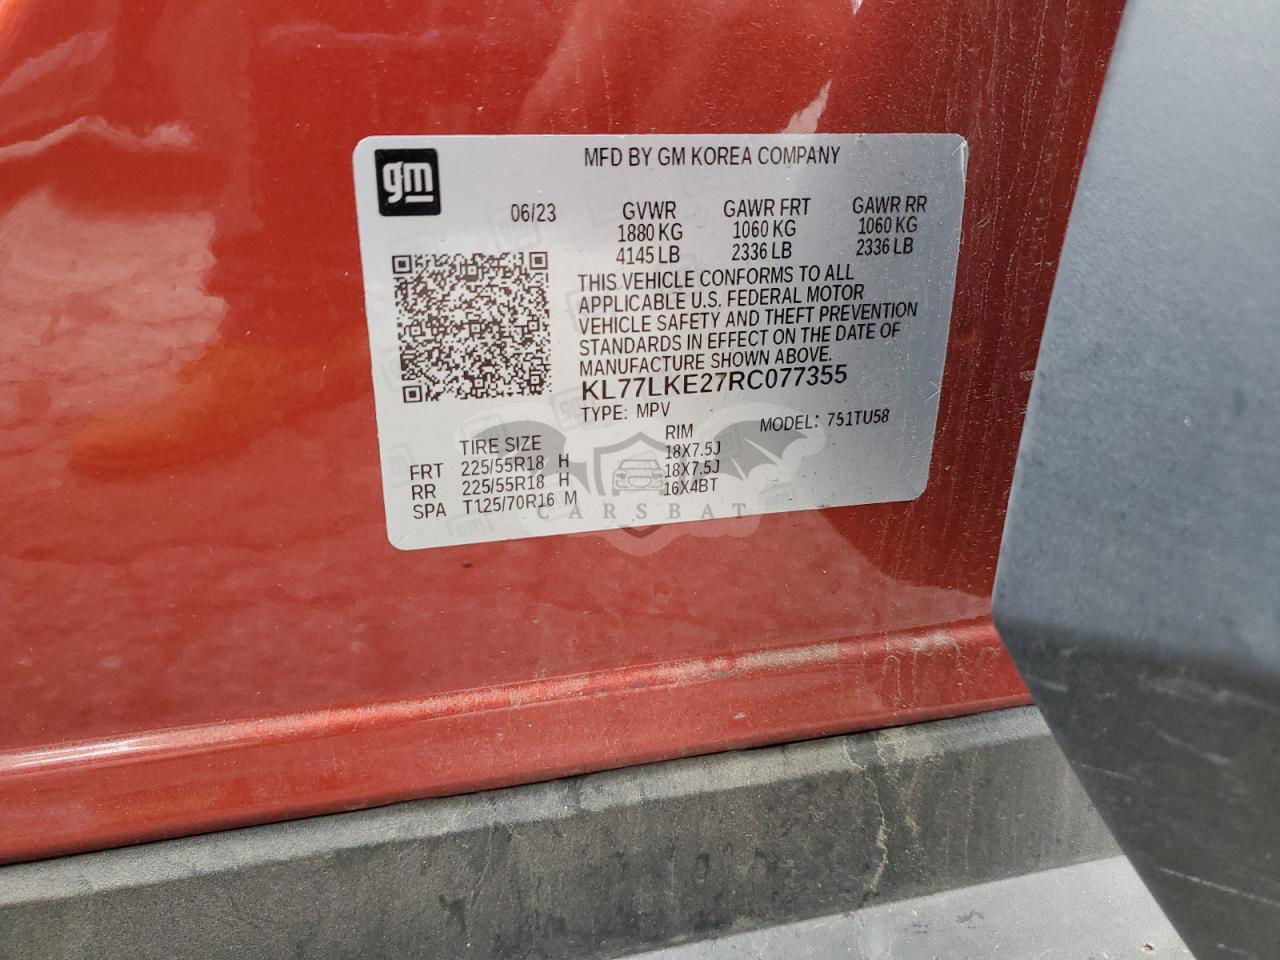 gm
MFD BY GM KOREA COMPANY
06/23 GVWR GAWR FRT GAWR RR
1880 KG 1060 KG 1060 KG
4145 LB 2336 LB 2336 LB
THIS VEHICLE CONFORMS TO ALL
APPLICABLE U.S. FEDERAL MOTOR
VEHICLE SAFETY AND THEFT PREVENTION
STANDARDS IN EFFECT ON THE DATE OF
MANUFACTURE SHOWN ABOVE.
KL77LKE27RC077355
TYPE: MPV MODEL: 751TU58
TIRE SIZE RIM
FRT 225/55R18 H 18X7.5J
RR 225/55R18 H 18X7.5J
SPA T125/70R16 M 16X4BT
CARSBAT